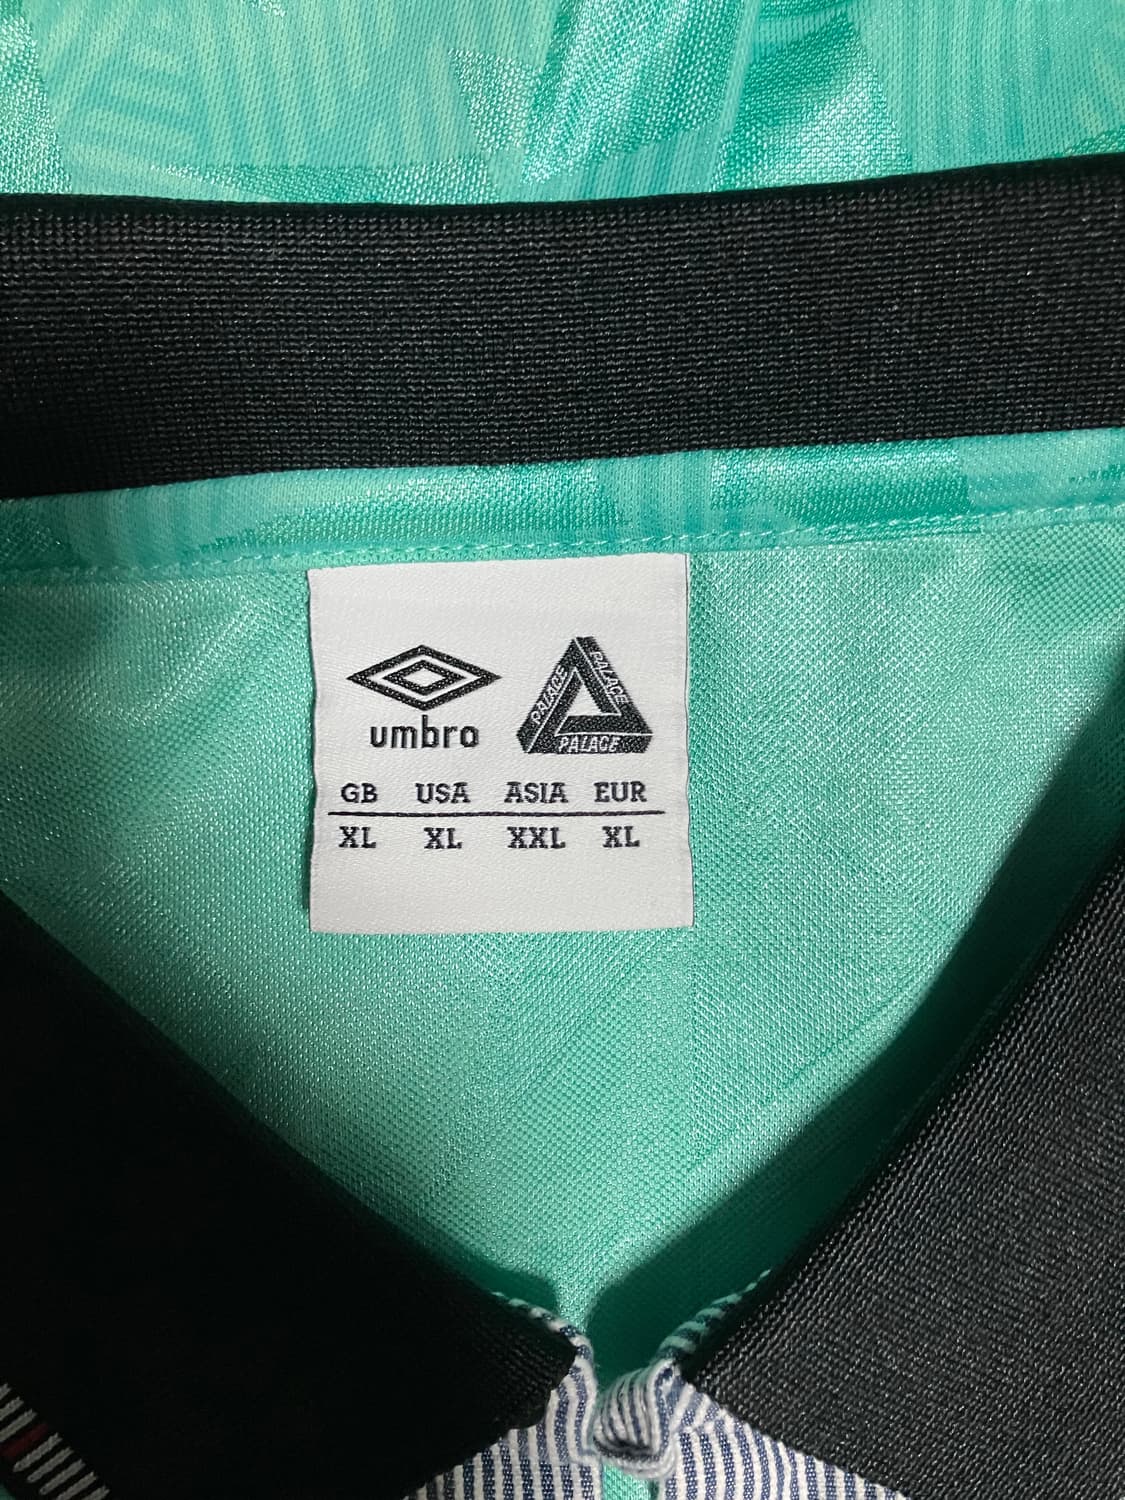 PALACE PALACE
PALACE
umbro
GB USA ASIA EUR
XL XL XXL XL